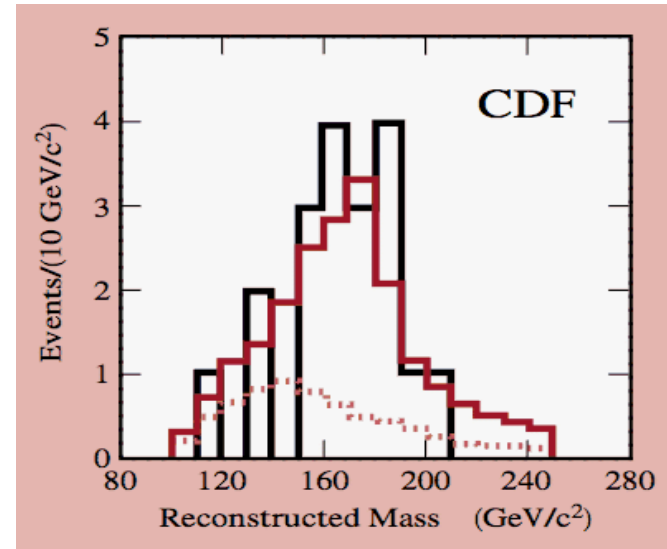 5
4
3
2
1
0
Events/(10 GeV/c²)
CDF
80 120 160 200 240 280
Reconstructed Mass (GeV/c²)